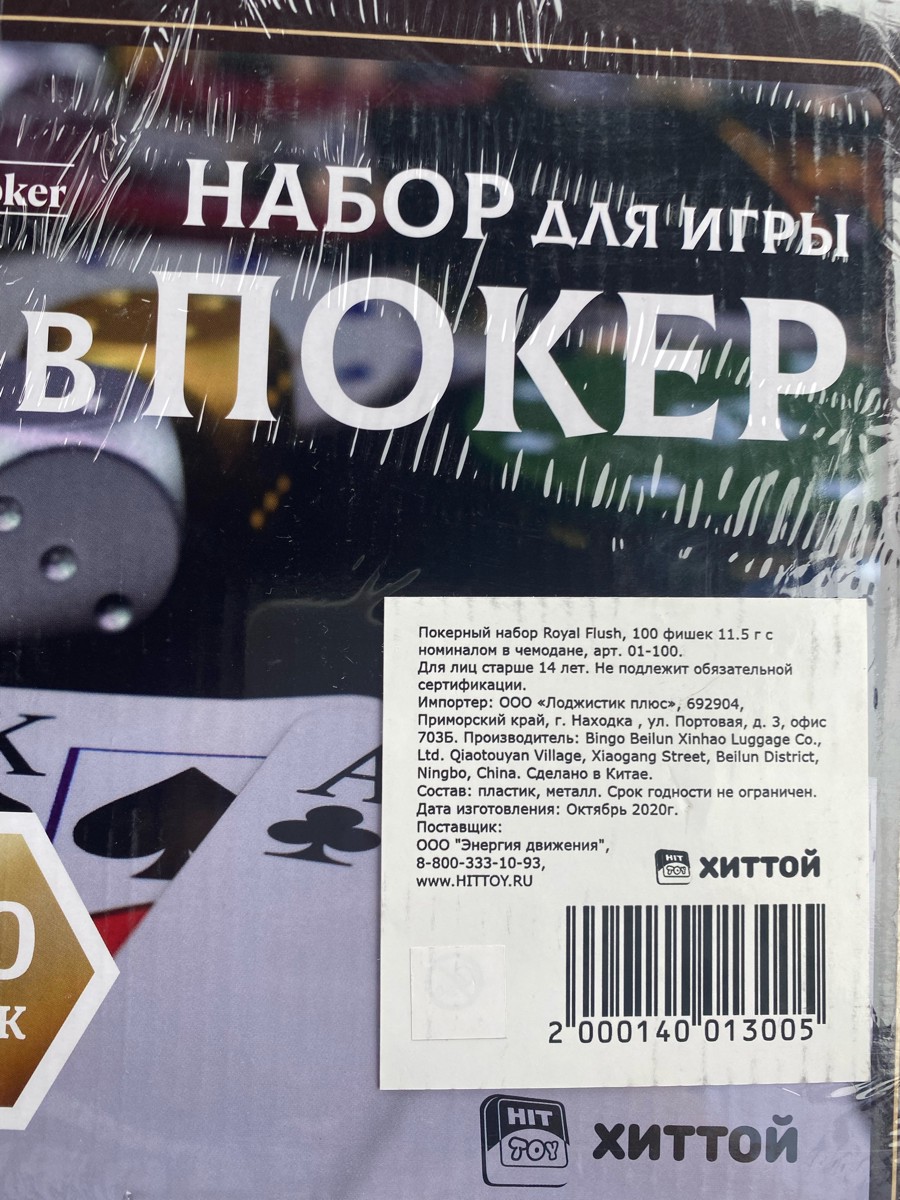 oker
НАБОР ДЛЯ ИГРЫ
В ПОКЕР
K
A
0
К
Покерный набор Royal Flush, 100 фишек 11.5 г с
номиналом в чемодане, арт. 01-100.
Для лиц старше 14 лет. Не подлежит обязательной
сертификации.
Импортер: ООО «Лоджистик плюс», 692904,
Приморский край, г. Находка , ул. Портовая, д. 3, офис
703Б. Производитель: Bingo Beilun Xinhao Luggage Co.,
Ltd. Qiaotouyan Village, Xiaogang Street, Beilun District,
Ningbo, China. Сделано в Китае.
Состав: пластик, металл. Срок годности не ограничен.
Дата изготовления: Октябрь 2020г.
Поставщик:
ООО "Энергия движения",
8-800-333-10-93,
www.HITTOY.RU
HIT TOY ХИТТОЙ
2 000140 013005
HIT TOY ХИТТОЙ